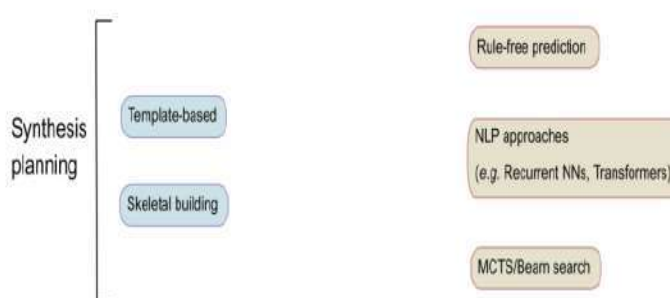 Synthesis
planning
Template-based
Skeletal building
Rule-free prediction
NLP approaches
(e.g. Recurrent NNs, Transformers)
MCTS/Beam search